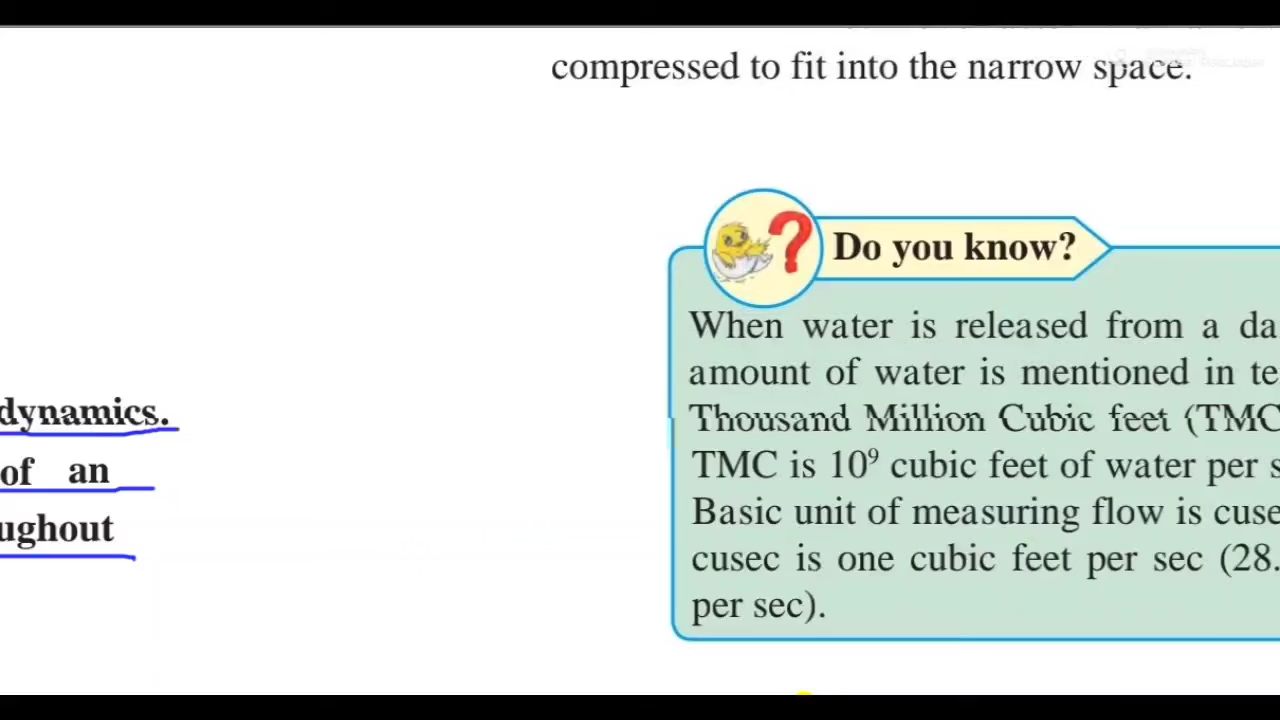 compressed to fit into the narrow space.
Do you know?
When water is released from a da
amount of water is mentioned in te
Thousand Million Cubic feet (TMC
TMC is 10⁹ cubic feet of water per s
Basic unit of measuring flow is cuse
cusec is one cubic feet per sec (28.
per sec).
dynamics.
of an
ughout